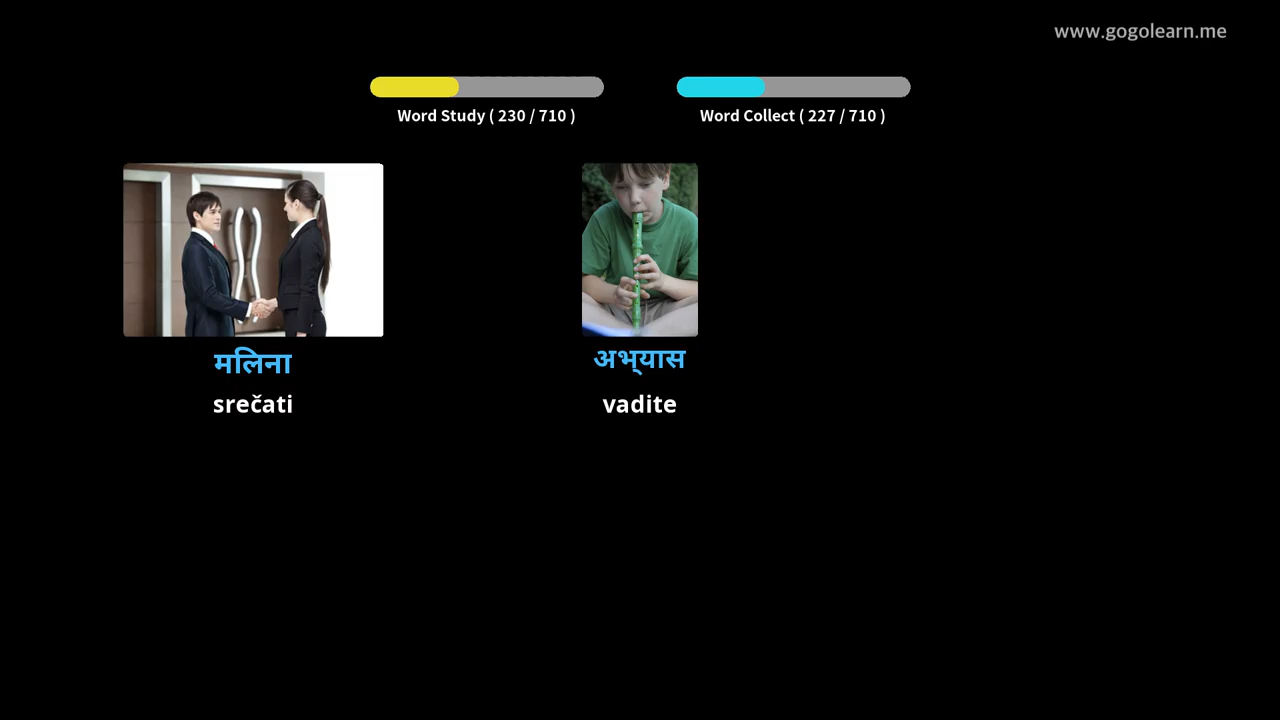 www.gogolearn.me
Word Study ( 230 / 710 )
Word Collect ( 227 / 710 )
मलिना
अभ्यास
srečati
vadite